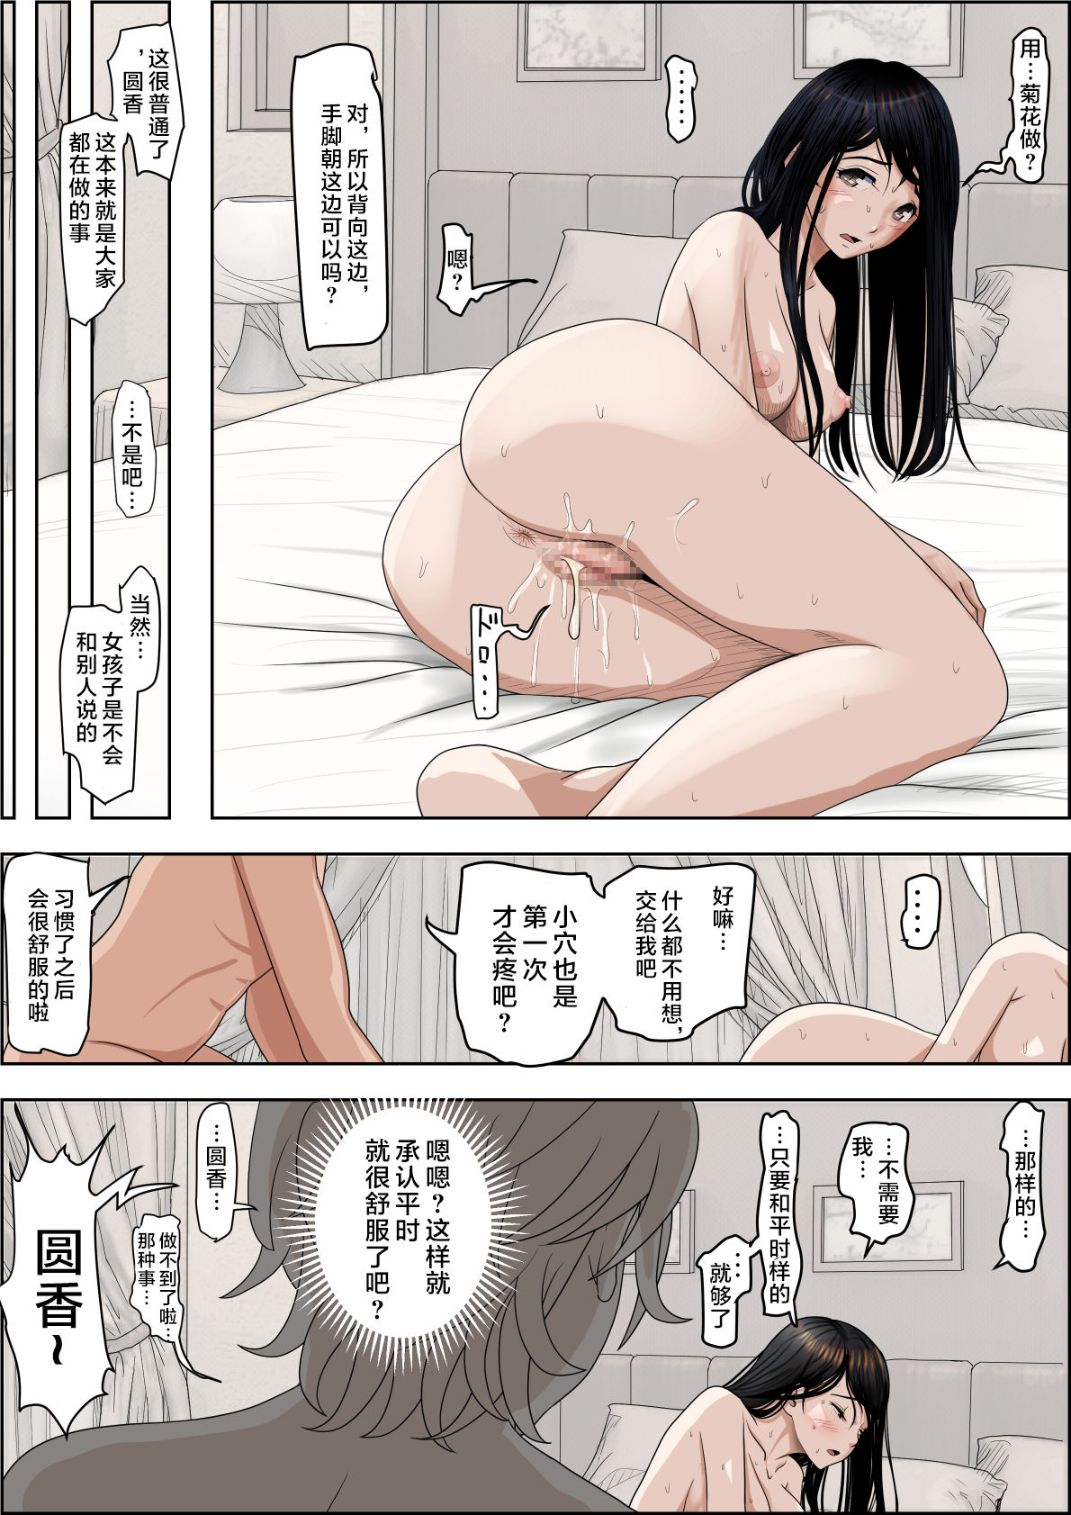 用…菊花做?
……
嗯?
对,所以背向这边,
手脚朝这边可以吗?
ドロ…
这很普通了
,圆香
这本来就是大家
都在做的事
…不是吧…
当然…
女孩子是不会
和别人说的
……
好嘛…
什么都不用想,
交给我吧
小穴也是
第一次
才会疼吧?
习惯了之后
会很舒服的啦
…那样的…
…不需要
我…
…只要和平时样的
…就够了
嗯嗯?这样就
承认平时
就很舒服了吧?
…圆香…
做不到了啦…
那种事…
圆香~